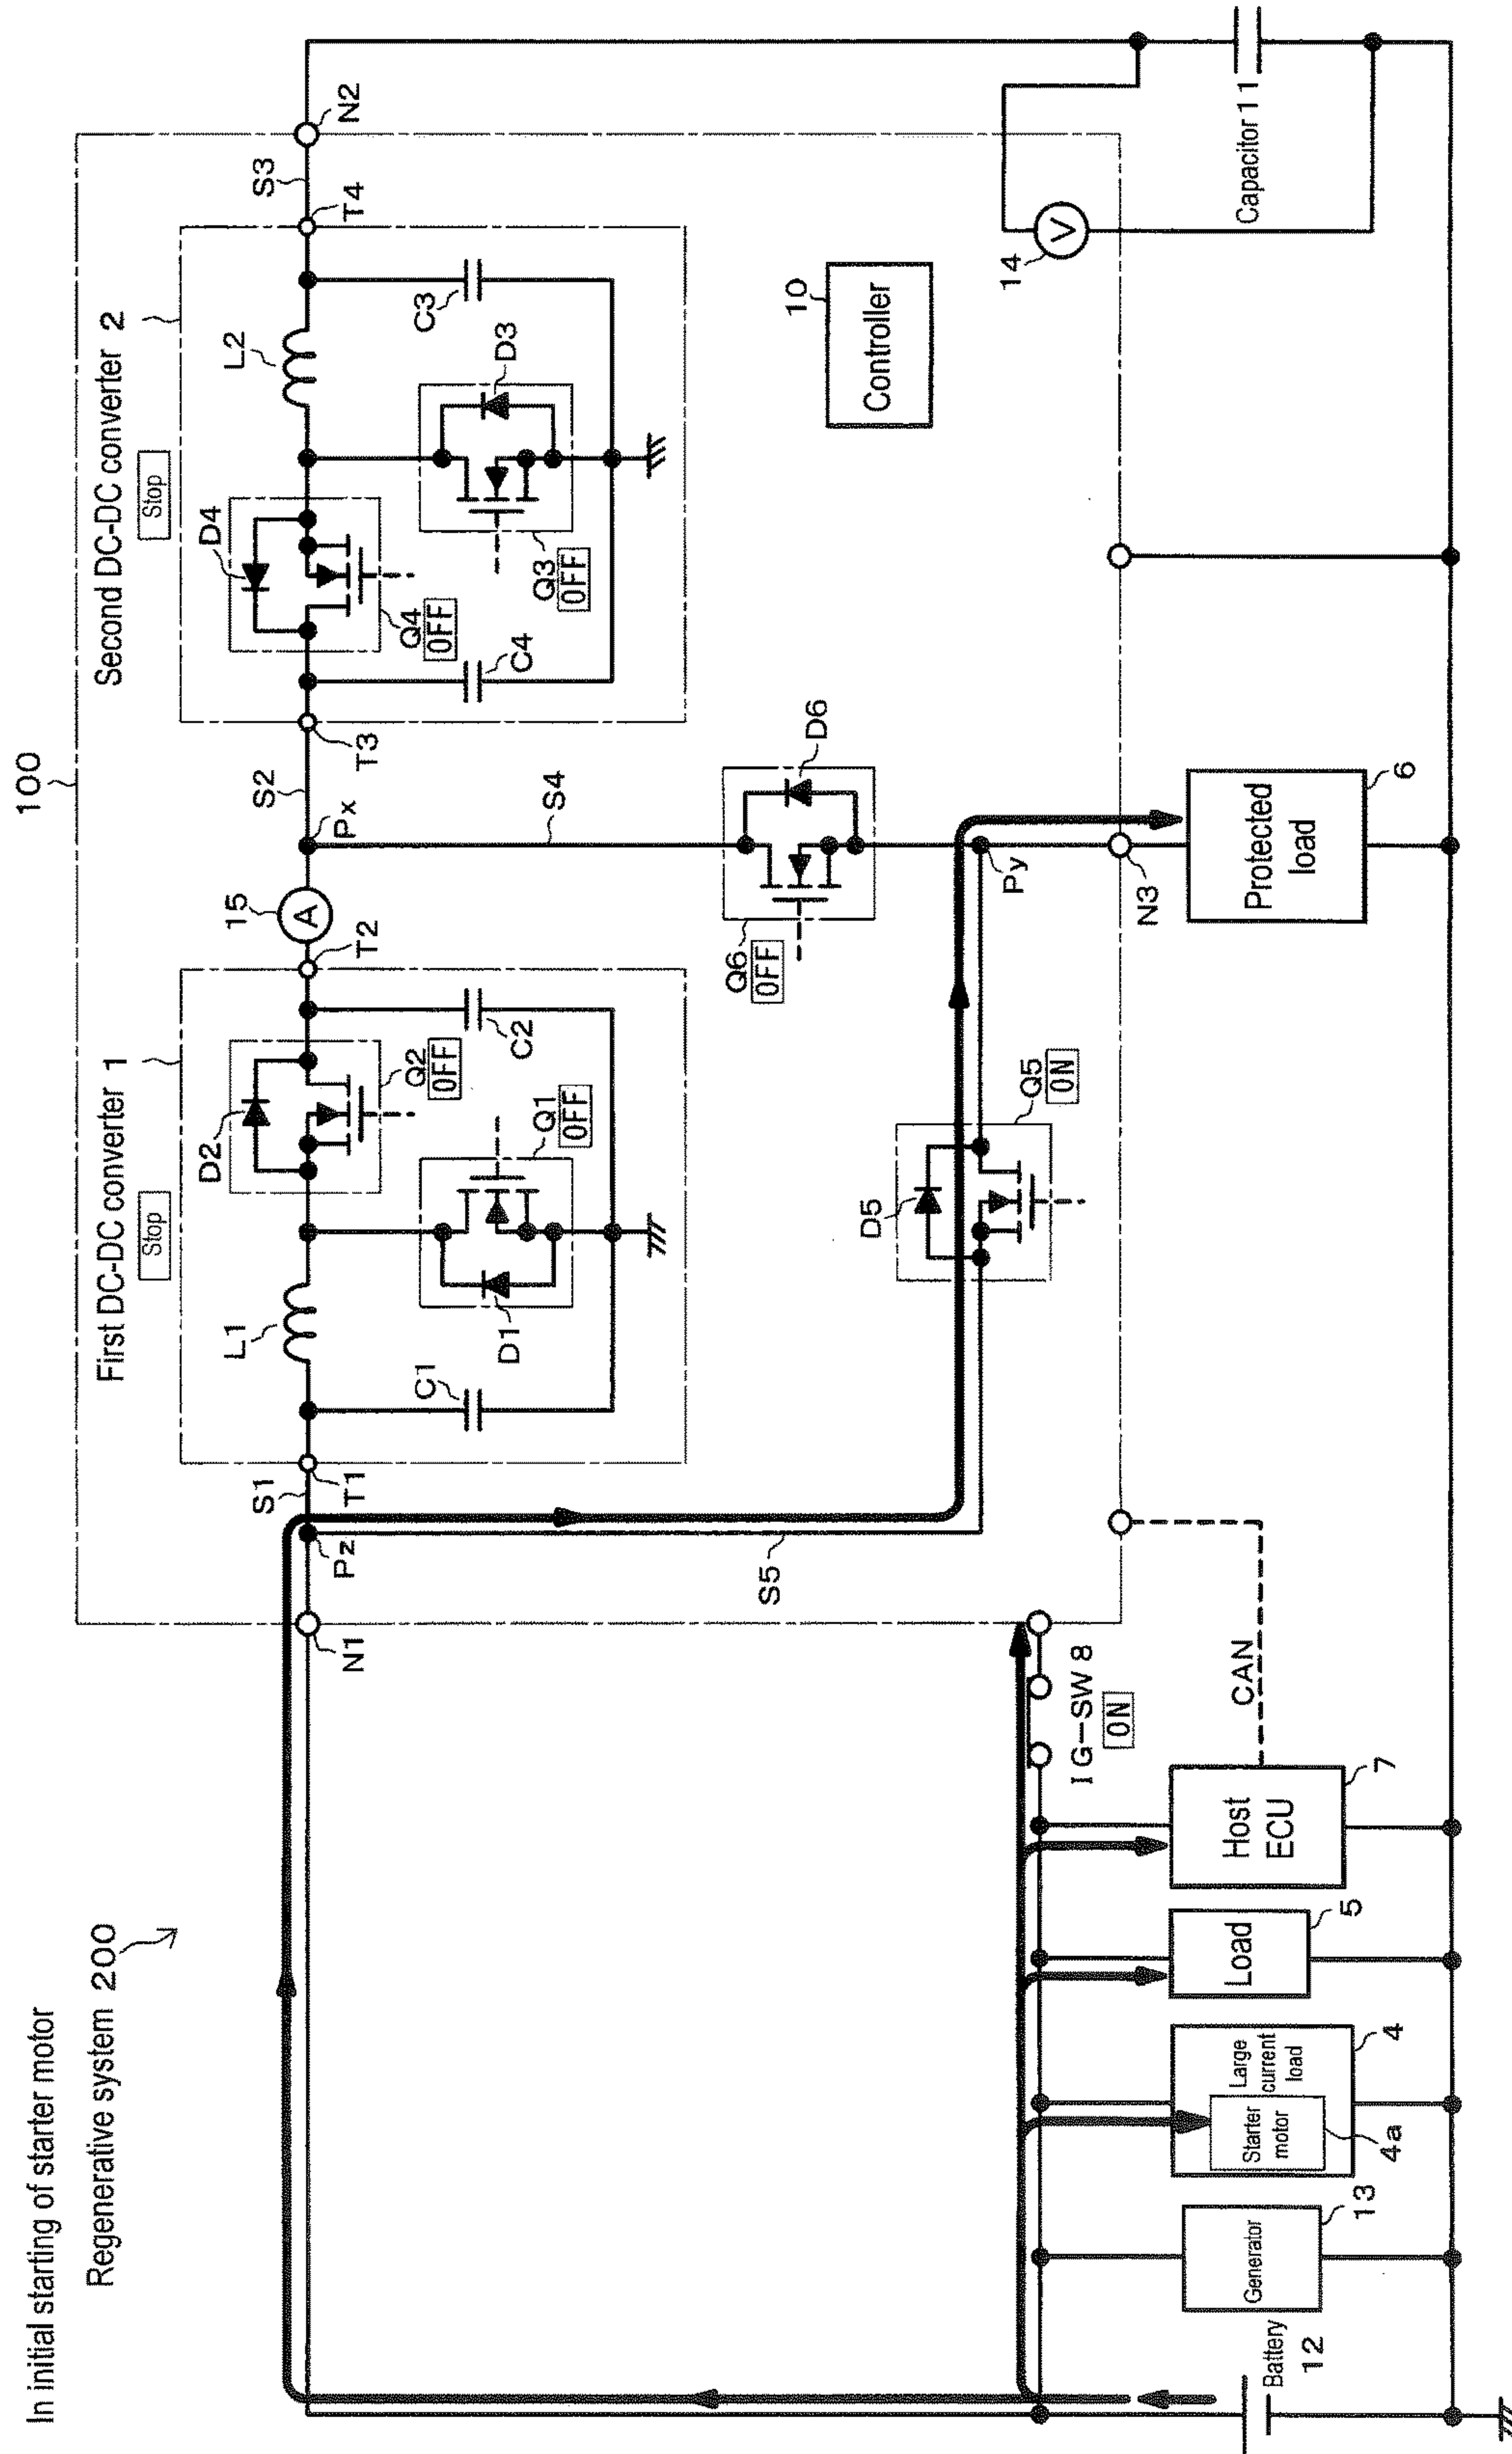 In initial starting of starter motor
Regenerative system 200
100
First DC-DC converter 1
Stop
Second DC-DC converter 2
Stop
N1
Pz
S1
T1
L1
C1
D1
Q1
OFF
D2
Q2
OFF
C2
T2
15
A
Px
S2
T3
S4
C4
D4
Q4
OFF
Q3
OFF
D3
L2
C3
T4
S3
N2
S5
D5
Q5
ON
Q6
OFF
D6
Py
N3
10
Controller
14
V
Capacitor 11
Protected
load
6
IG-SW 8
ON
CAN
Host
ECU
7
Load
5
Large
current
load
4
Starter
motor
4a
Generator
13
Battery
12